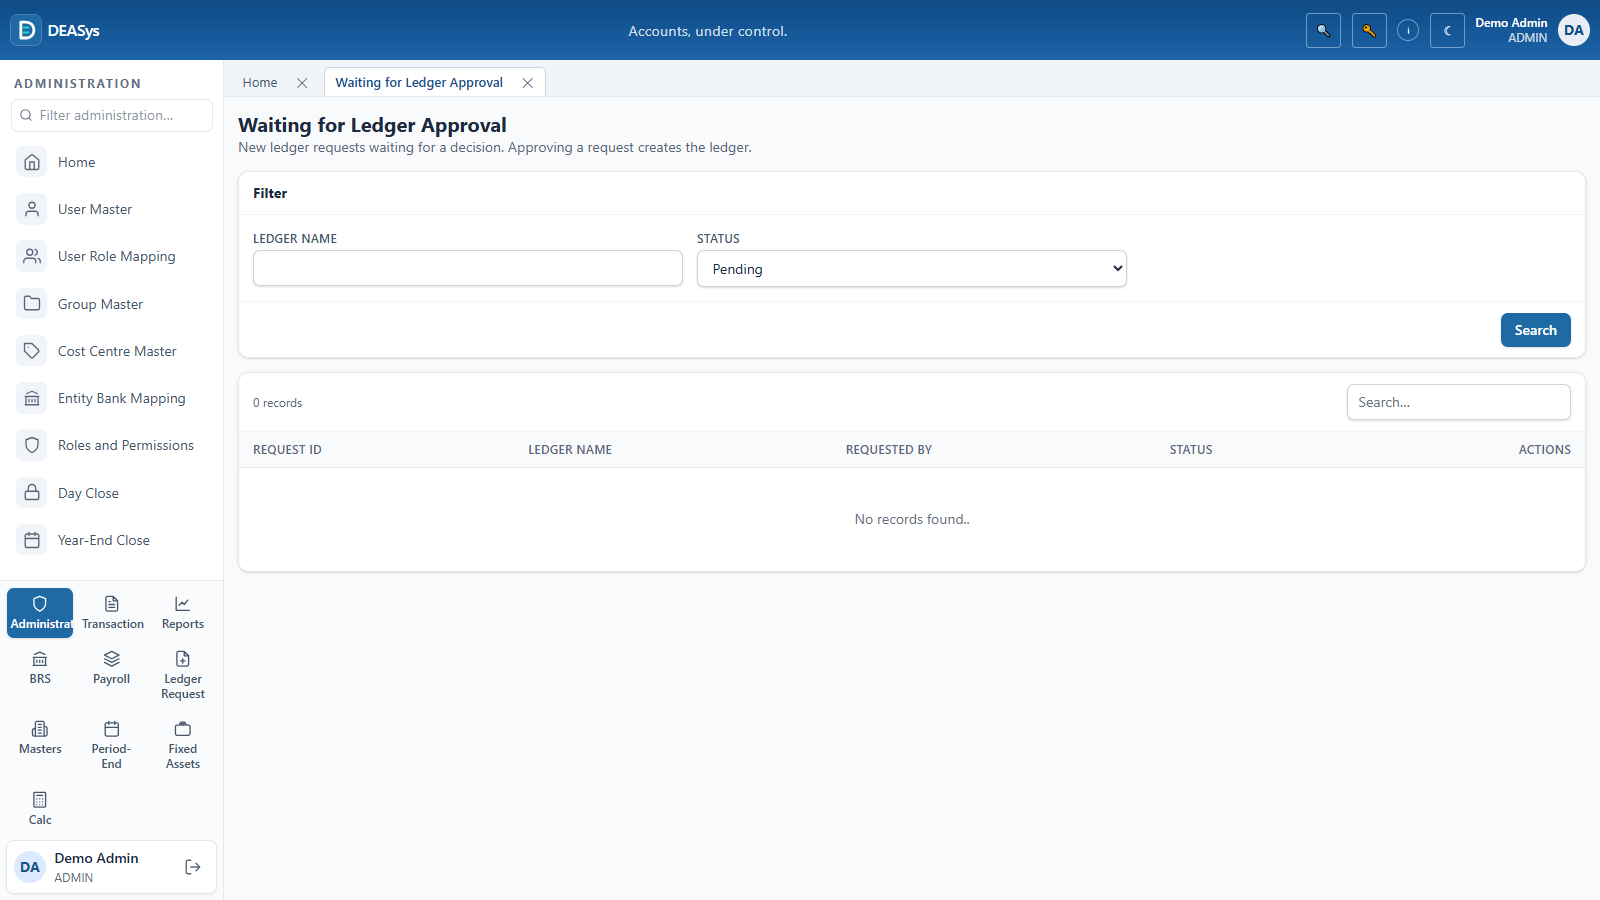 DEASys
Accounts, under control.
Demo Admin
ADMIN
DA
ADMINISTRATION
Filter administration...
Home
User Master
User Role Mapping
Group Master
Cost Centre Master
Entity Bank Mapping
Roles and Permissions
Day Close
Year-End Close
Administrat
Transaction
Reports
BRS
Payroll
Ledger
Request
Masters
Period-
End
Fixed
Assets
Calc
DA
Demo Admin
ADMIN
Home
Waiting for Ledger Approval
Waiting for Ledger Approval
New ledger requests waiting for a decision. Approving a request creates the ledger.
Filter
LEDGER NAME
STATUS
Pending
Search
0 records
Search...
REQUEST ID
LEDGER NAME
REQUESTED BY
STATUS
ACTIONS
No records found..